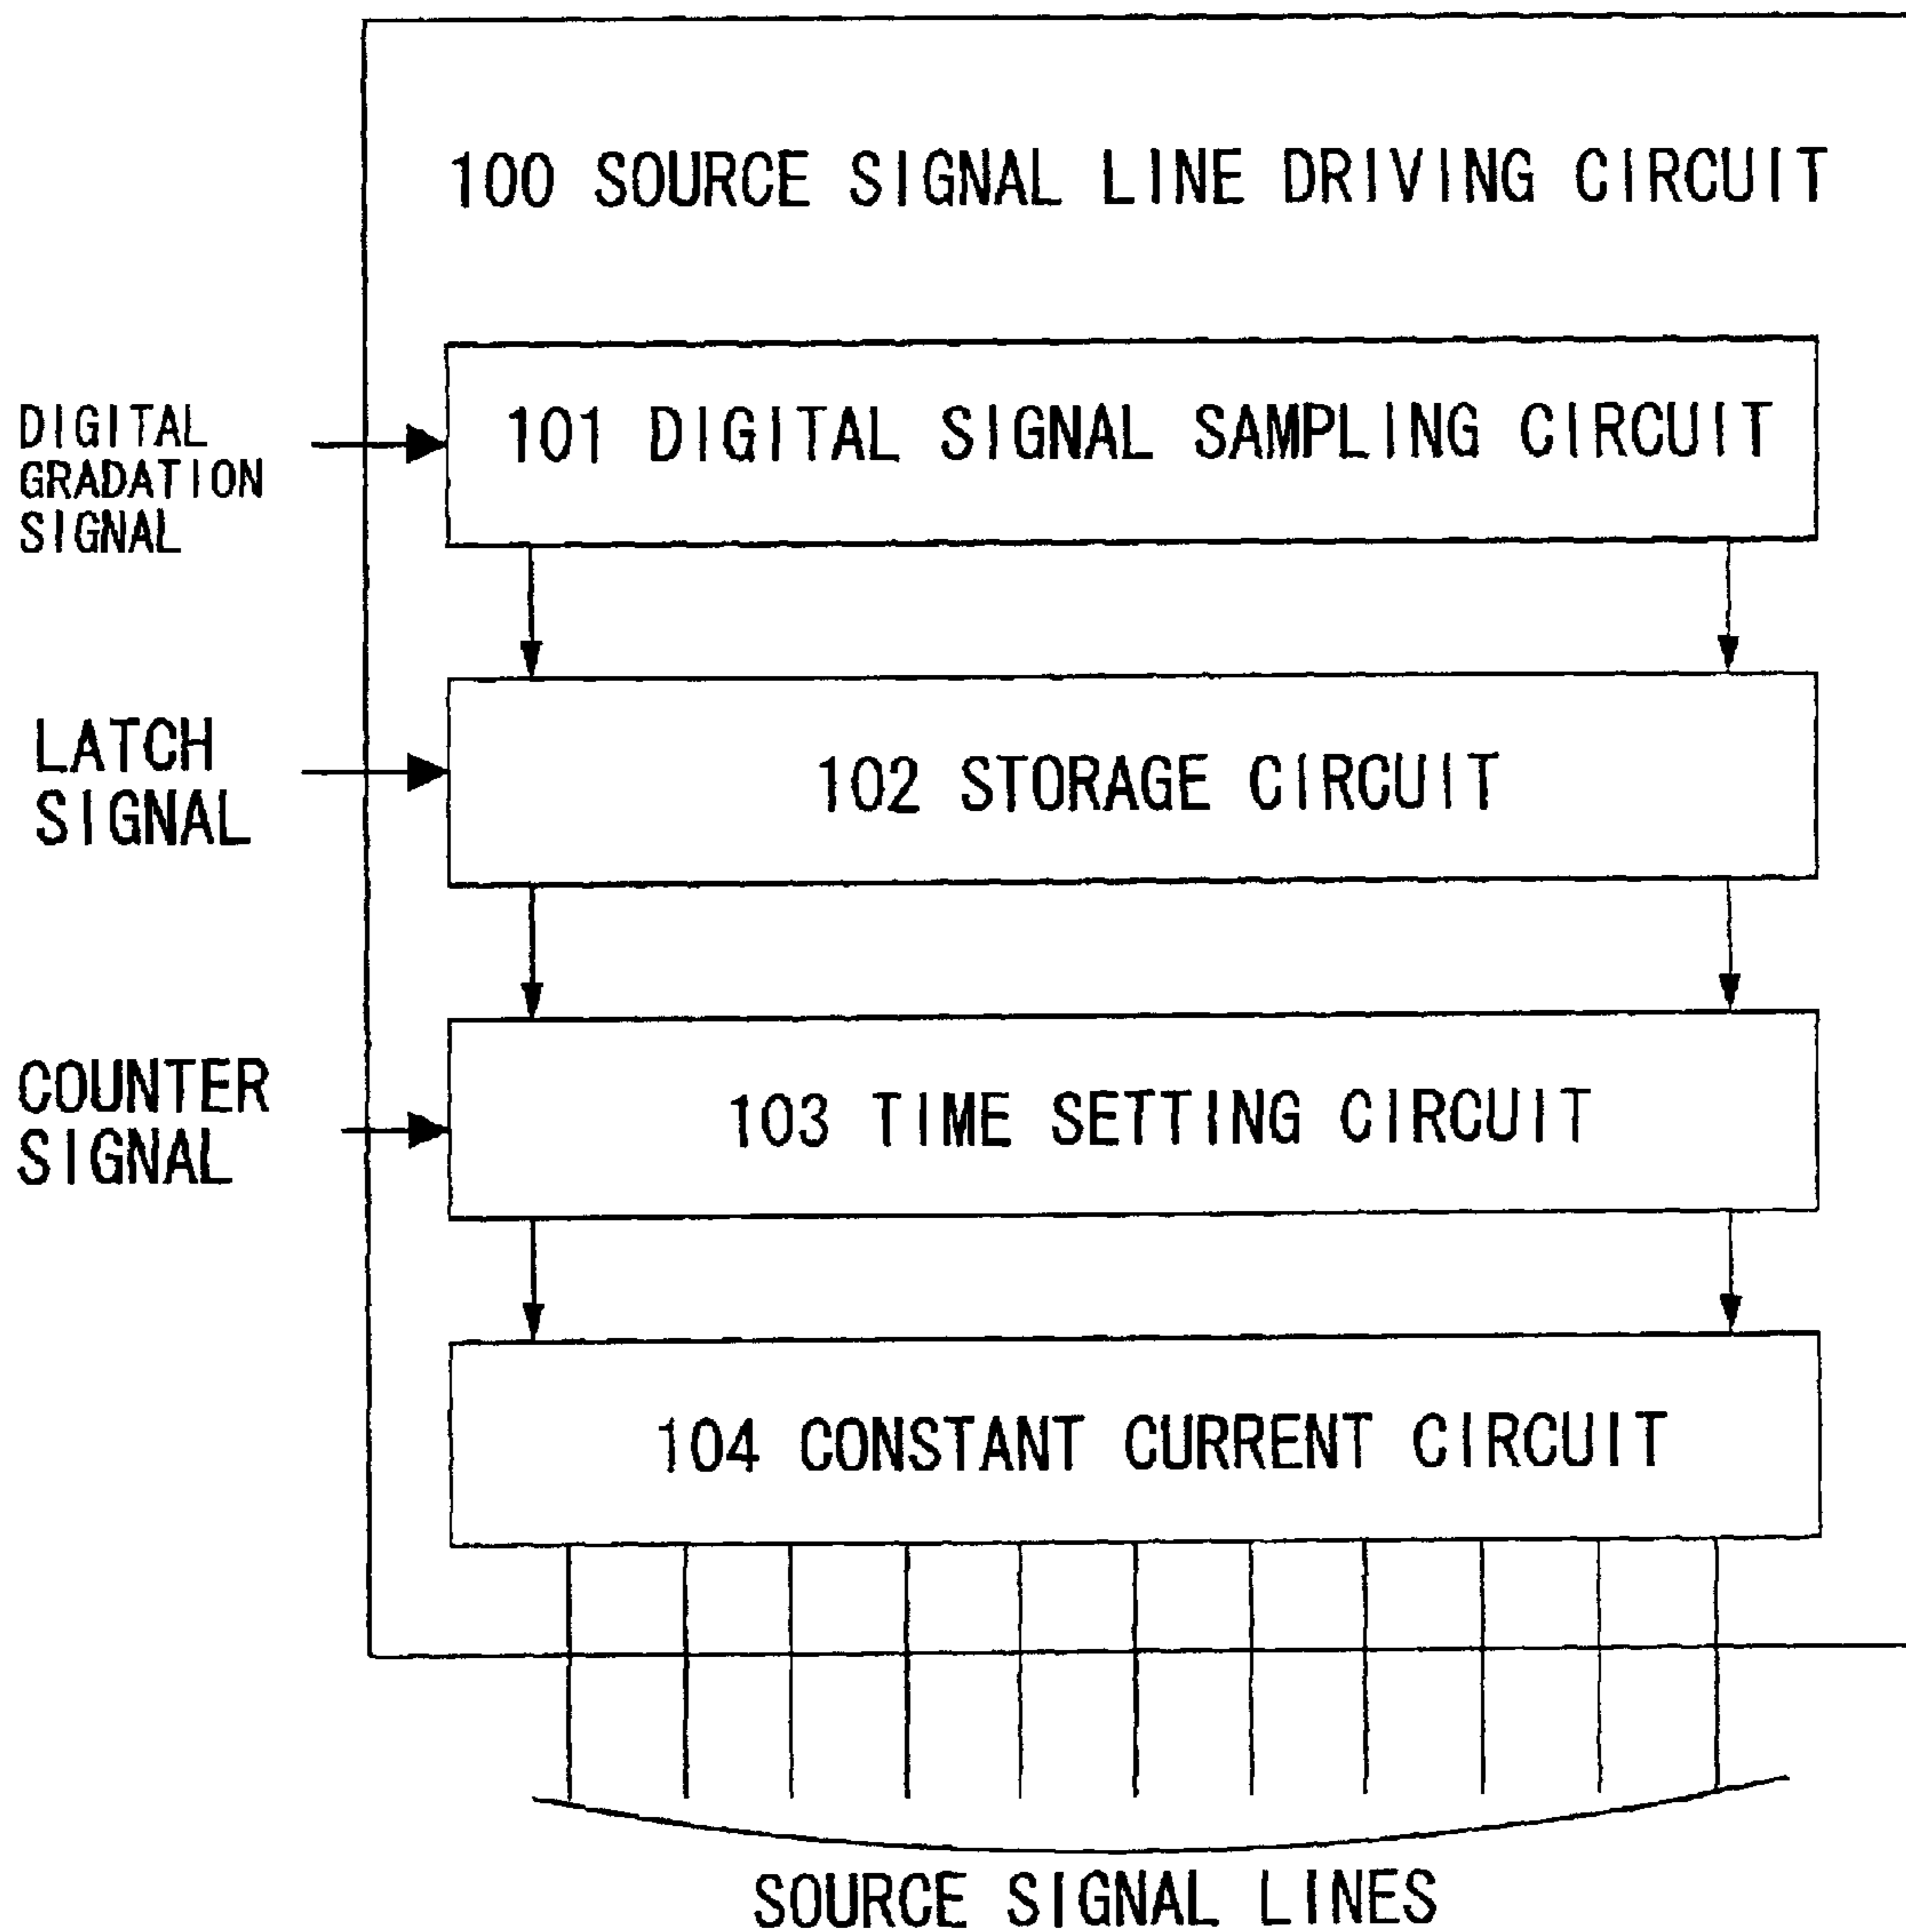 100 SOURCE SIGNAL LINE DRIVING CIRCUIT
DIGITAL
GRADATION
SIGNAL
101 DIGITAL SIGNAL SAMPLING CIRCUIT
LATCH
SIGNAL
102 STORAGE CIRCUIT
COUNTER
SIGNAL
103 TIME SETTING CIRCUIT
104 CONSTANT CURRENT CIRCUIT
SOURCE SIGNAL LINES